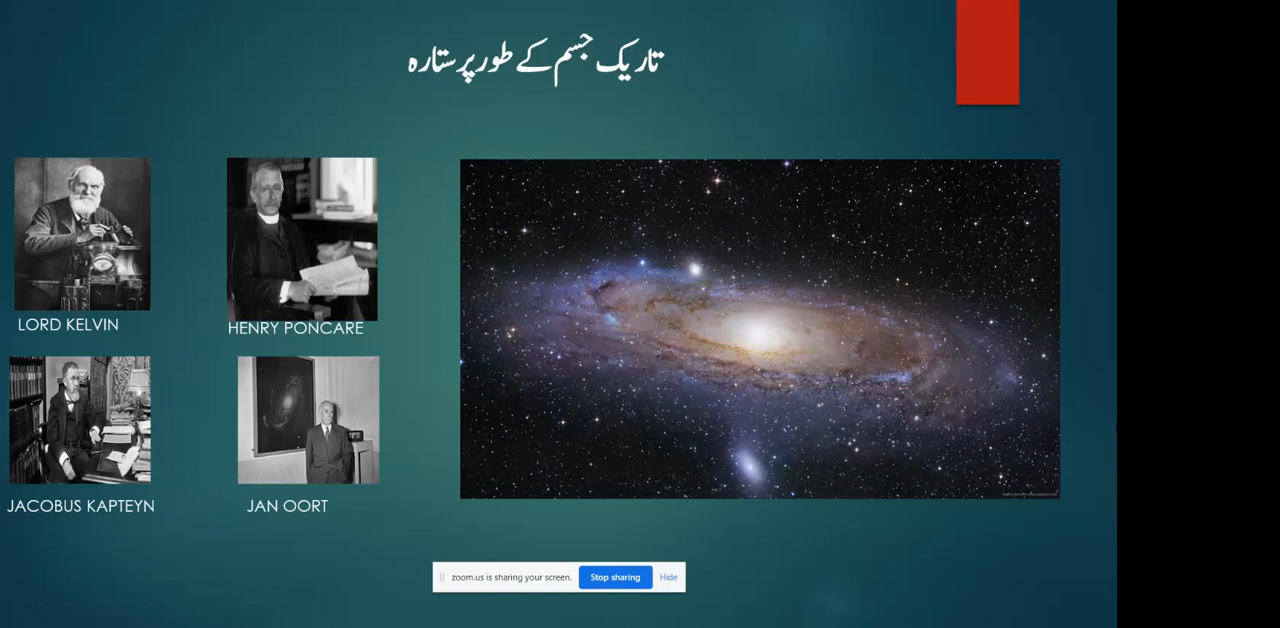 تاریک جسم کے طور پر ستارہ
LORD KELVIN
HENRY PONCARE
JACOBUS KAPTEYN
JAN OORT
zoom.us is sharing your screen. Stop sharing Hide